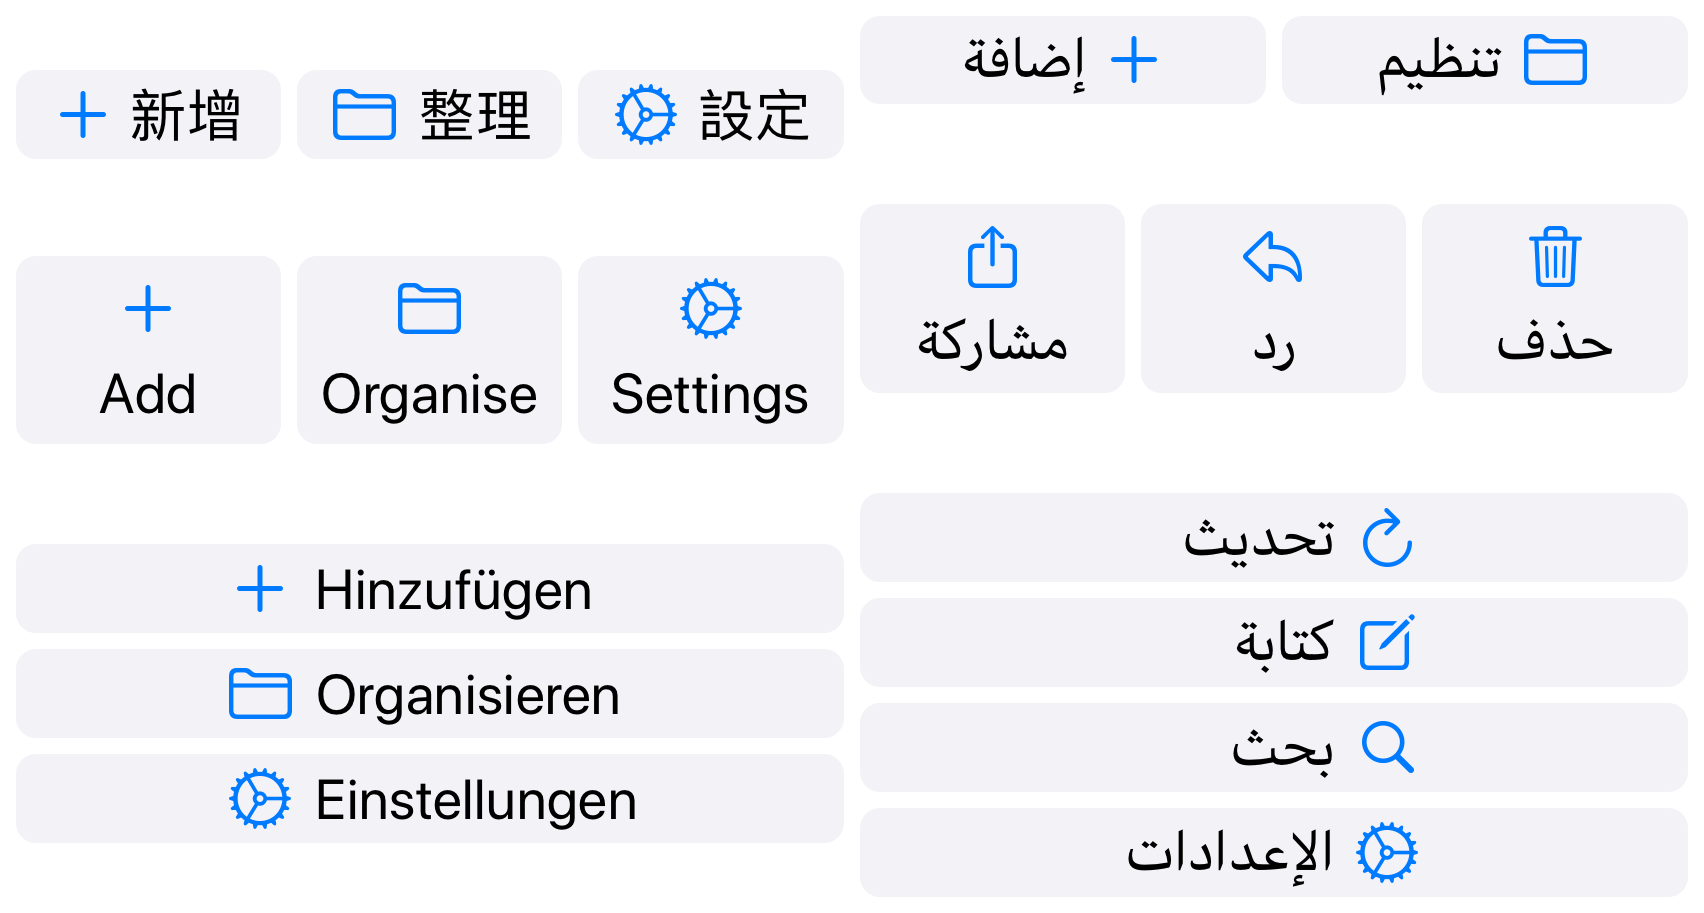 新增
整理
設定
Add
Organise
Settings
Hinzufügen
Organisieren
Einstellungen
تنظيم
إضافة
حذف
رد
مشاركة
تحديث
كتابة
بحث
الإعدادات